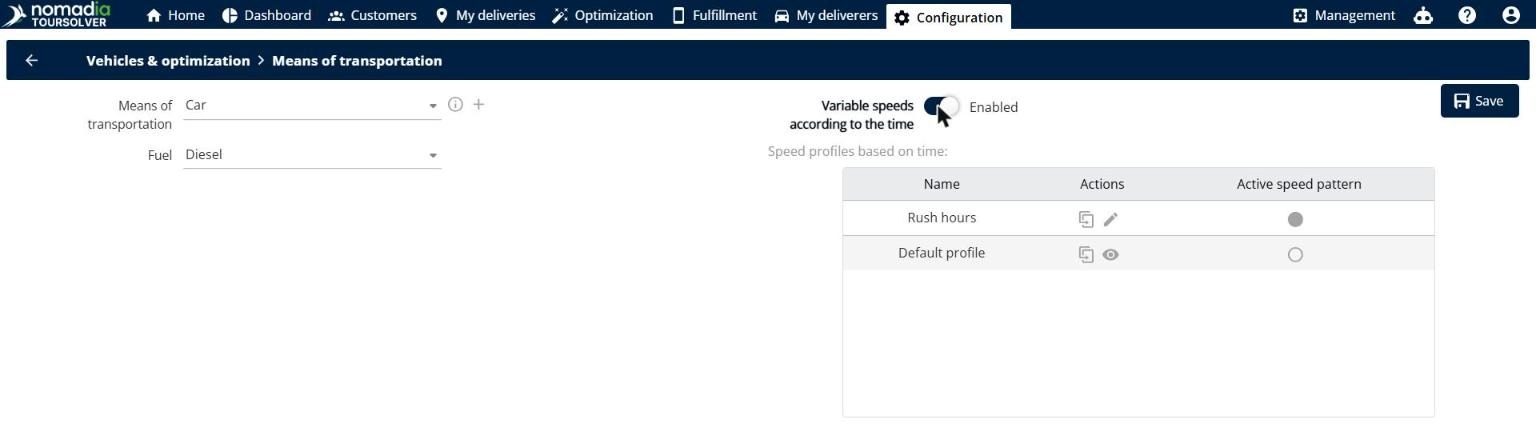 nomadia
TOURSOLVER
Home
Dashboard
Customers
My deliveries
Optimization
Fulfillment
My deliverers
Configuration
Management
Vehicles & optimization > Means of transportation
Means of
transportation
Car
Fuel
Diesel
Variable speeds
according to the time
Enabled
Save
Speed profiles based on time:
Name
Actions
Active speed pattern
Rush hours
Default profile